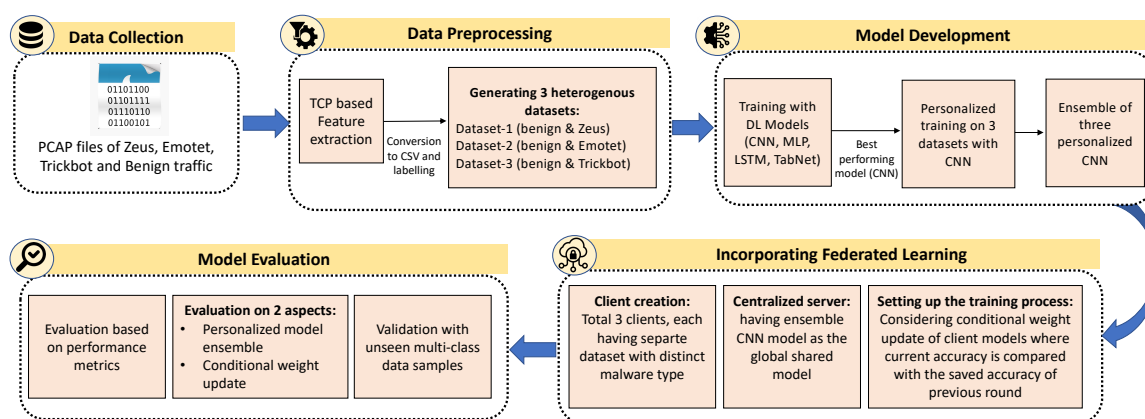 Data Collection
01101100
01101111
01110110
01100101
PCAP files of Zeus, Emotet,
Trickbot and Benign traffic
Data Preprocessing
TCP based
Feature
extraction
Conversion
to CSV and
labelling
Generating 3 heterogenous
datasets:
Dataset-1 (benign & Zeus)
Dataset-2 (benign & Emotet)
Dataset-3 (benign & Trickbot)
Model Development
Training with
DL Models
(CNN, MLP,
LSTM, TabNet)
Best
performing
model (CNN)
Personalized
training on 3
datasets with
CNN
Ensemble of
three
personalized
CNN
Incorporating Federated Learning
Client creation:
Total 3 clients, each
having separte
dataset with distinct
malware type
Centralized server:
having ensemble
CNN model as the
global shared
model
Setting up the training process:
Considering conditional weight
update of client models where
current accuracy is compared
with the saved accuracy of
previous round
Model Evaluation
Evaluation based
on performance
metrics
Evaluation on 2 aspects:
• Personalized model
ensemble
• Conditional weight
update
Validation with
unseen multi-class
data samples